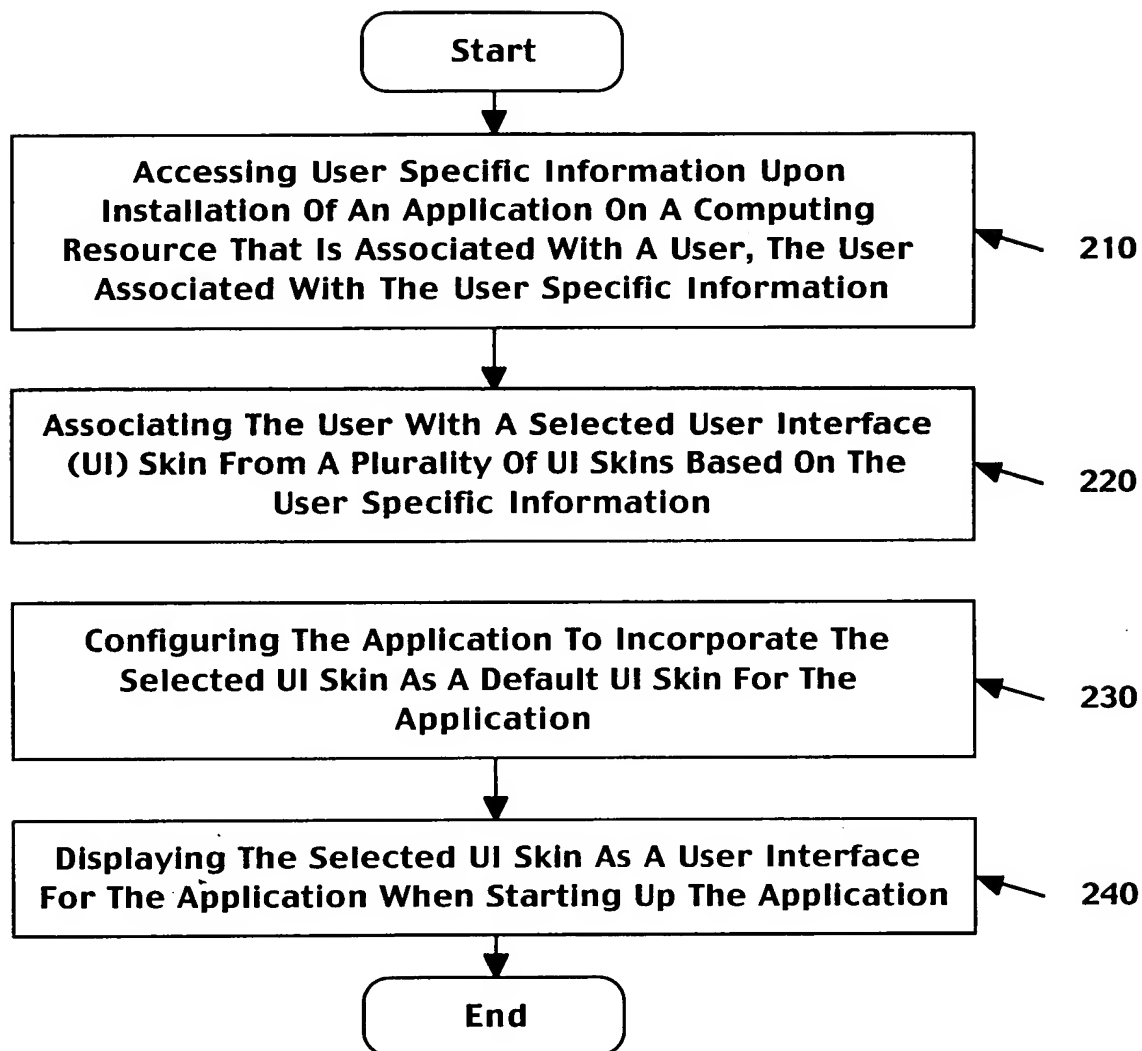 Start
Accessing User Specific Information Upon
Installation Of An Application On A Computing
Resource That Is Associated With A User, The User
Associated With The User Specific Information
210
Associating The User With A Selected User Interface
(UI) Skin From A Plurality Of UI Skins Based On The
User Specific Information
220
Configuring The Application To Incorporate The
Selected UI Skin As A Default UI Skin For The
Application
230
Displaying The Selected UI Skin As A User Interface
For The Application When Starting Up The Application
240
End